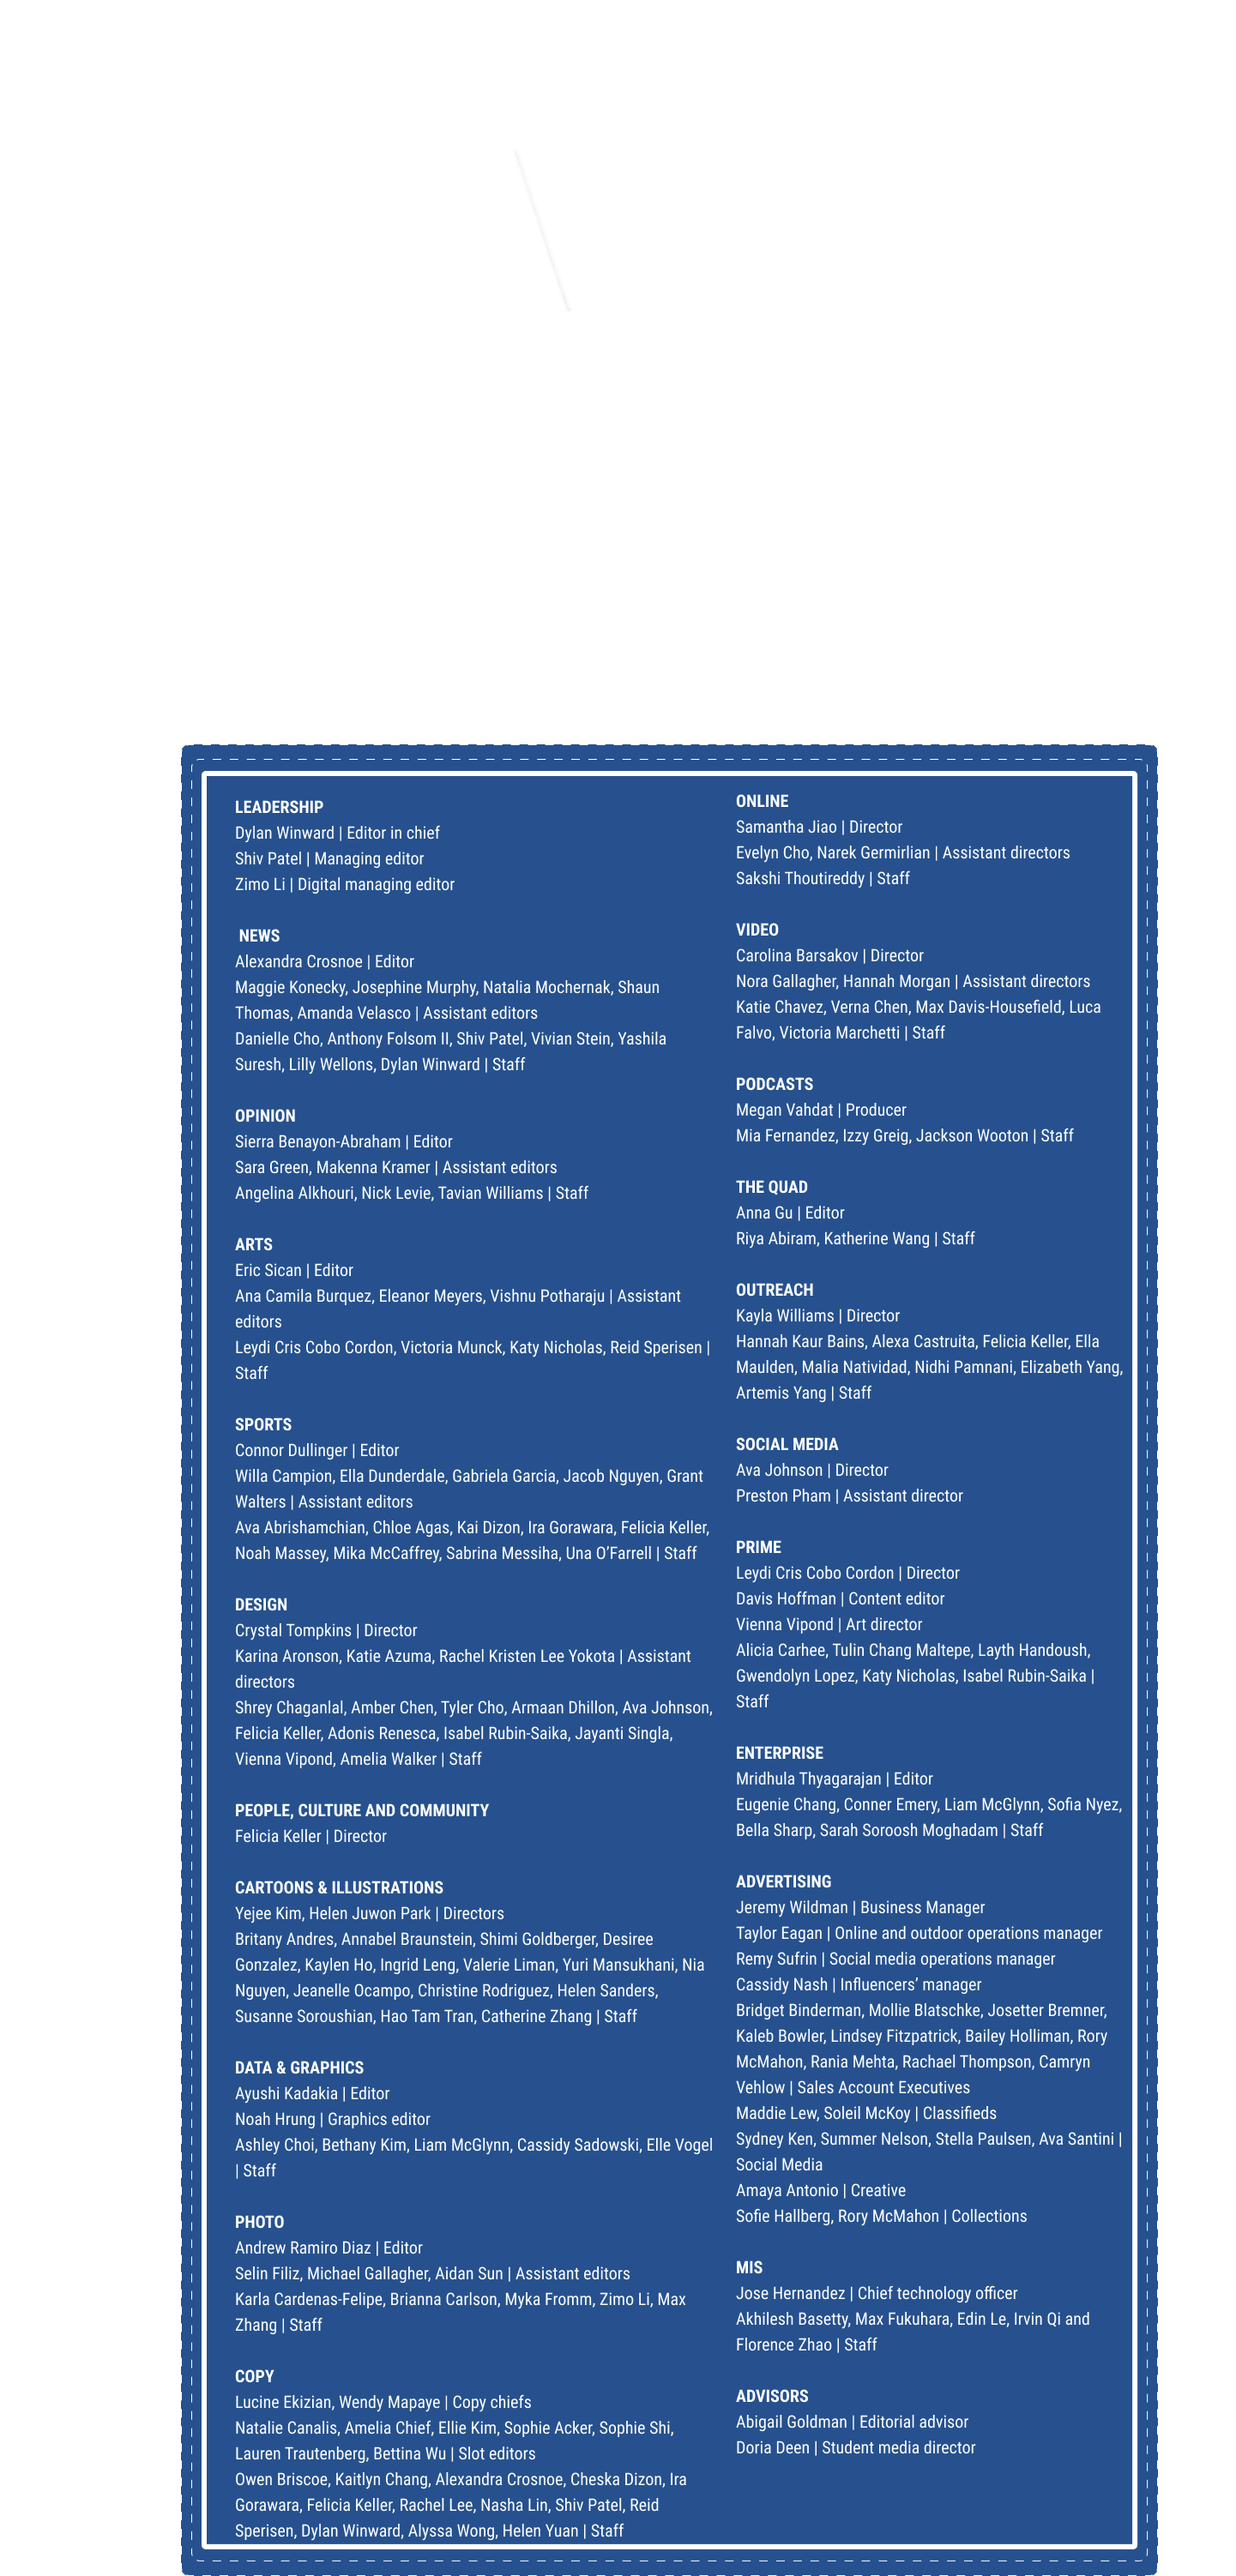 LEADERSHIP
Dylan Winward | Editor in chief
Shiv Patel | Managing editor
Zimo Li | Digital managing editor
NEWS
Alexandra Crosnoe | Editor
Maggie Konecky, Josephine Murphy, Natalia Mochernak, Shaun
Thomas, Amanda Velasco | Assistant editors
Danielle Cho, Anthony Folsom II, Shiv Patel, Vivian Stein, Yashila
Suresh, Lilly Wellons, Dylan Winward | Staff
OPINION
Sierra Benayon-Abraham | Editor
Sara Green, Makenna Kramer | Assistant editors
Angelina Alkhouri, Nick Levie, Tavian Williams | Staff
ARTS
Eric Sican | Editor
Ana Camila Burquez, Eleanor Meyers, Vishnu Potharaju | Assistant
editors
Leydi Cris Cobo Cordon, Victoria Munck, Katy Nicholas, Reid Sperisen |
Staff
SPORTS
Connor Dullinger | Editor
Willa Campion, Ella Dunderdale, Gabriela Garcia, Jacob Nguyen, Grant
Walters | Assistant editors
Ava Abrishamchian, Chloe Agas, Kai Dizon, Ira Gorawara, Felicia Keller,
Noah Massey, Mika McCaffrey, Sabrina Messiha, Una O’Farrell | Staff
DESIGN
Crystal Tompkins | Director
Karina Aronson, Katie Azuma, Rachel Kristen Lee Yokota | Assistant
directors
Shrey Chaganlal, Amber Chen, Tyler Cho, Armaan Dhillon, Ava Johnson,
Felicia Keller, Adonis Renesca, Isabel Rubin-Saika, Jayanti Singla,
Vienna Vipond, Amelia Walker | Staff
PEOPLE, CULTURE AND COMMUNITY
Felicia Keller | Director
CARTOONS & ILLUSTRATIONS
Yejee Kim, Helen Juwon Park | Directors
Britany Andres, Annabel Braunstein, Shimi Goldberger, Desiree
Gonzalez, Kaylen Ho, Ingrid Leng, Valerie Liman, Yuri Mansukhani, Nia
Nguyen, Jeanelle Ocampo, Christine Rodriguez, Helen Sanders,
Susanne Soroushian, Hao Tam Tran, Catherine Zhang | Staff
DATA & GRAPHICS
Ayushi Kadakia | Editor
Noah Hrung | Graphics editor
Ashley Choi, Bethany Kim, Liam McGlynn, Cassidy Sadowski, Elle Vogel
| Staff
PHOTO
Andrew Ramiro Diaz | Editor
Selin Filiz, Michael Gallagher, Aidan Sun | Assistant editors
Karla Cardenas-Felipe, Brianna Carlson, Myka Fromm, Zimo Li, Max
Zhang | Staff
COPY
Lucine Ekizian, Wendy Mapaye | Copy chiefs
Natalie Canalis, Amelia Chief, Ellie Kim, Sophie Acker, Sophie Shi,
Lauren Trautenberg, Bettina Wu | Slot editors
Owen Briscoe, Kaitlyn Chang, Alexandra Crosnoe, Cheska Dizon, Ira
Gorawara, Felicia Keller, Rachel Lee, Nasha Lin, Shiv Patel, Reid
Sperisen, Dylan Winward, Alyssa Wong, Helen Yuan | Staff
ONLINE
Samantha Jiao | Director
Evelyn Cho, Narek Germirlian | Assistant directors
Sakshi Thoutireddy | Staff
VIDEO
Carolina Barsakov | Director
Nora Gallagher, Hannah Morgan | Assistant directors
Katie Chavez, Verna Chen, Max Davis-Housefield, Luca
Falvo, Victoria Marchetti | Staff
PODCASTS
Megan Vahdat | Producer
Mia Fernandez, Izzy Greig, Jackson Wooton | Staff
THE QUAD
Anna Gu | Editor
Riya Abiram, Katherine Wang | Staff
OUTREACH
Kayla Williams | Director
Hannah Kaur Bains, Alexa Castruita, Felicia Keller, Ella
Maulden, Malia Natividad, Nidhi Pamnani, Elizabeth Yang,
Artemis Yang | Staff
SOCIAL MEDIA
Ava Johnson | Director
Preston Pham | Assistant director
PRIME
Leydi Cris Cobo Cordon | Director
Davis Hoffman | Content editor
Vienna Vipond | Art director
Alicia Carhee, Tulin Chang Maltepe, Layth Handoush,
Gwendolyn Lopez, Katy Nicholas, Isabel Rubin-Saika |
Staff
ENTERPRISE
Mridhula Thyagarajan | Editor
Eugenie Chang, Conner Emery, Liam McGlynn, Sofia Nyez,
Bella Sharp, Sarah Soroosh Moghadam | Staff
ADVERTISING
Jeremy Wildman | Business Manager
Taylor Eagan | Online and outdoor operations manager
Remy Sufrin | Social media operations manager
Cassidy Nash | Influencers’ manager
Bridget Binderman, Mollie Blatschke, Josetter Bremner,
Kaleb Bowler, Lindsey Fitzpatrick, Bailey Holliman, Rory
McMahon, Rania Mehta, Rachael Thompson, Camryn
Vehlow | Sales Account Executives
Maddie Lew, Soleil McKoy | Classifieds
Sydney Ken, Summer Nelson, Stella Paulsen, Ava Santini |
Social Media
Amaya Antonio | Creative
Sofie Hallberg, Rory McMahon | Collections
MIS
Jose Hernandez | Chief technology officer
Akhilesh Basetty, Max Fukuhara, Edin Le, Irvin Qi and
Florence Zhao | Staff
ADVISORS
Abigail Goldman | Editorial advisor
Doria Deen | Student media director